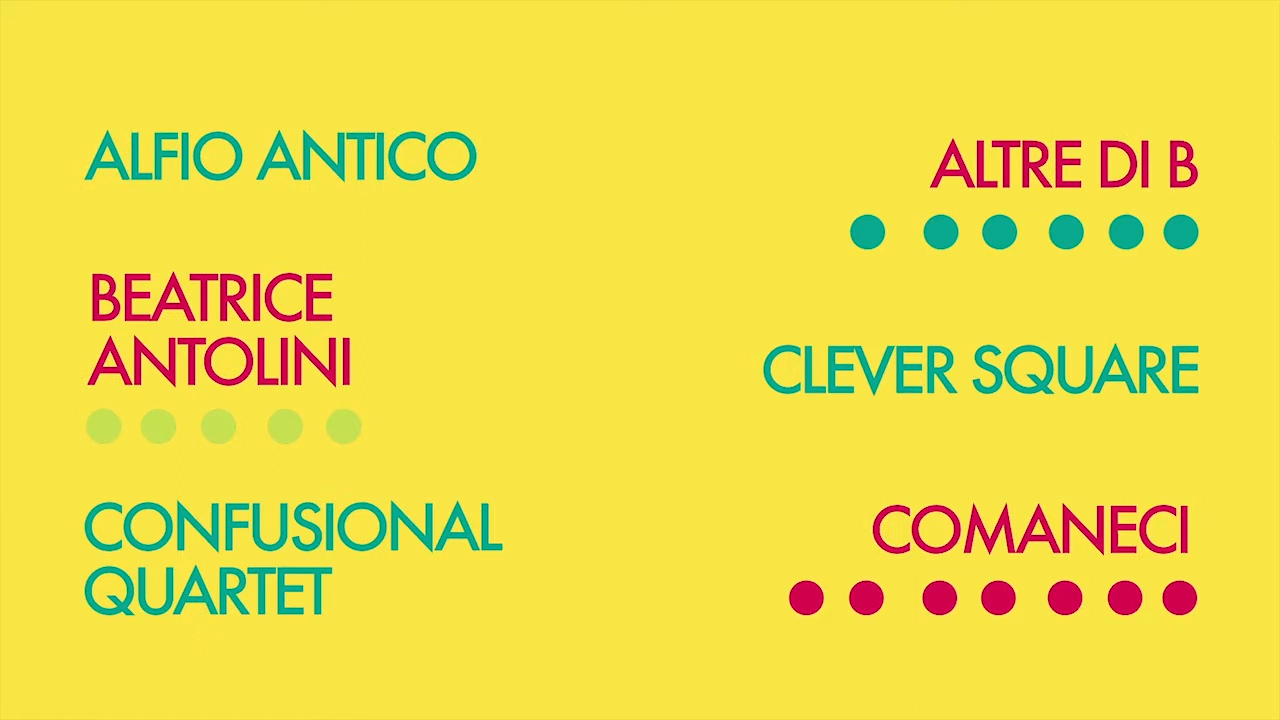 ALFIO ANTICO
BEATRICE
ANTOLINI
CONFUSIONAL
QUARTET
ALTRE DI B
CLEVER SQUARE
COMANECI